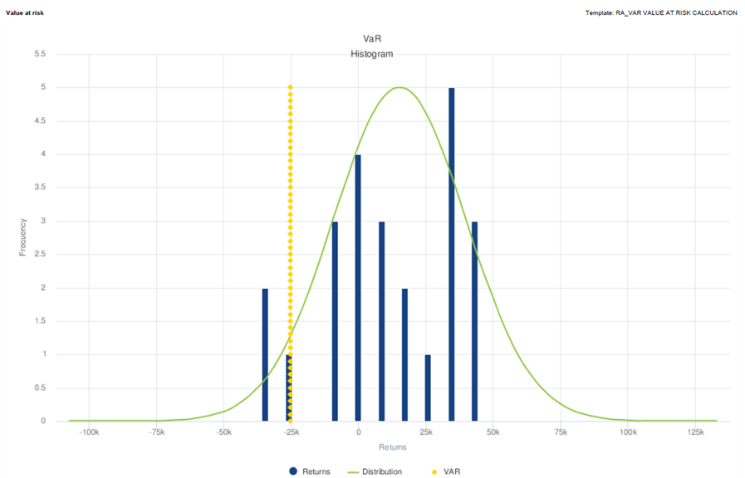 Value at risk
Template: RA_VAR VALUE AT RISK CALCULATION
VaR
Histogram
5.5
5
4.5
4
3.5
3
2.5
2
1.5
1
0.5
0
Frequency
-100k -75k -50k -25k 0 25k 50k 75k 100k 125k
Returns
Returns Distribution VAR